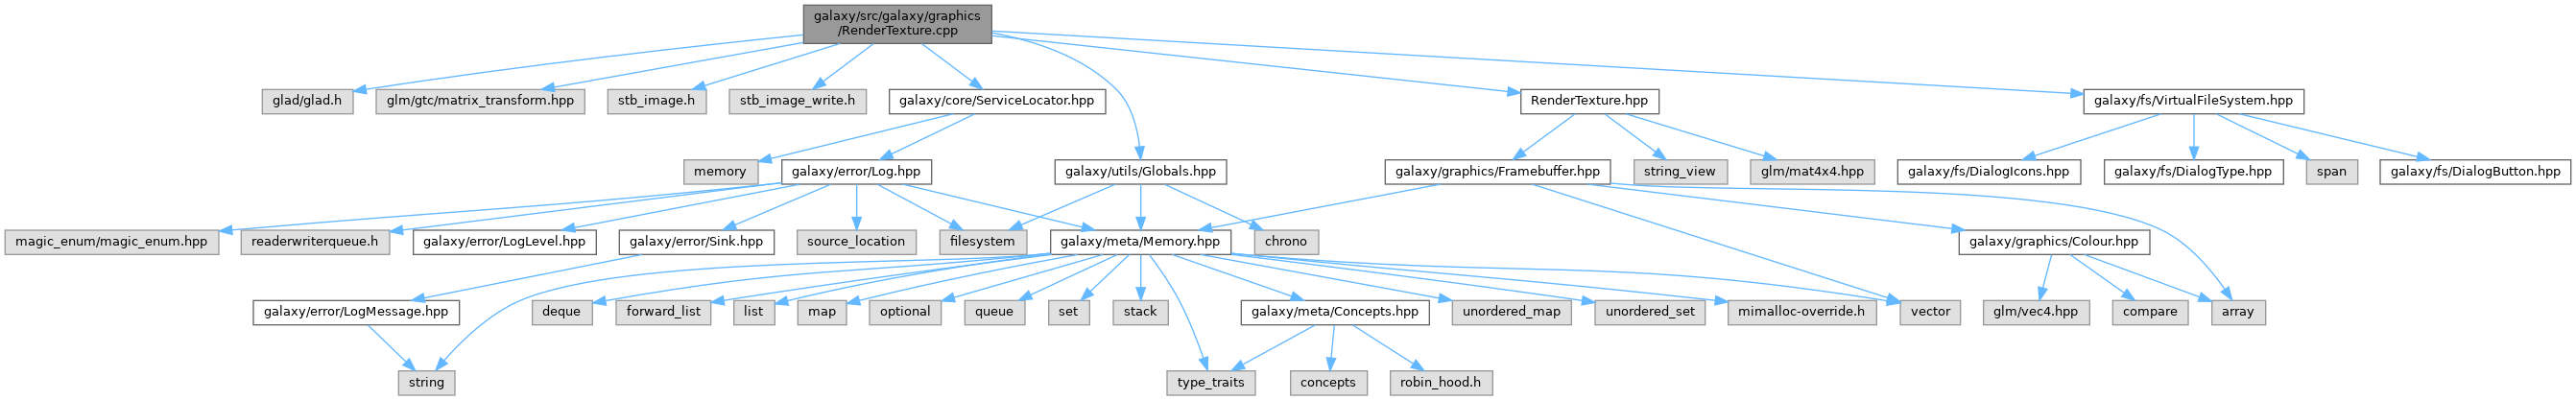 galaxy/src/galaxy/graphics
/RenderTexture.cpp
glad/glad.h
glm/gtc/matrix_transform.hpp
stb_image.h
stb_image_write.h
galaxy/core/ServiceLocator.hpp
RenderTexture.hpp
galaxy/fs/VirtualFileSystem.hpp
memory
galaxy/error/Log.hpp
galaxy/utils/Globals.hpp
galaxy/graphics/Framebuffer.hpp
string_view
glm/mat4x4.hpp
galaxy/fs/DialogIcons.hpp
galaxy/fs/DialogType.hpp
span
galaxy/fs/DialogButton.hpp
magic_enum/magic_enum.hpp
readerwriterqueue.h
galaxy/error/LogLevel.hpp
galaxy/error/Sink.hpp
source_location
filesystem
galaxy/meta/Memory.hpp
chrono
galaxy/graphics/Colour.hpp
galaxy/error/LogMessage.hpp
deque
forward_list
list
map
optional
queue
set
stack
galaxy/meta/Concepts.hpp
unordered_map
unordered_set
mimalloc-override.h
vector
glm/vec4.hpp
compare
array
string
type_traits
concepts
robin_hood.h